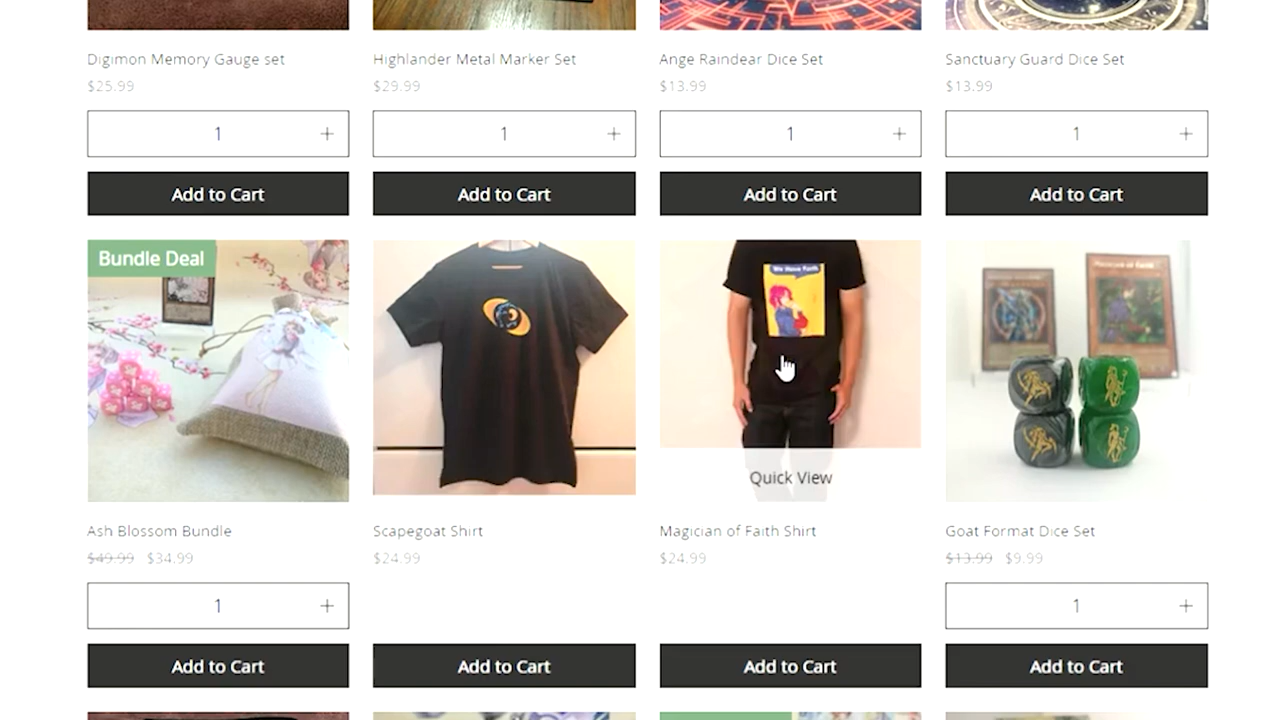 Digimon Memory Gauge set
Highlander Metal Marker Set
Ange Raindear Dice Set
Sanctuary Guard Dice Set
$25.99
$29.99
$13.99
$13.99
1 +
1 +
1 +
1 +
Add to Cart
Add to Cart
Add to Cart
Add to Cart
Bundle Deal
We Have Faith
Magician of Faith
Quick View
Ash Blossom Bundle
Scapegoat Shirt
Magician of Faith Shirt
Goat Format Dice Set
$49.99 $34.99
$24.99
$24.99
$13.99 $9.99
1 +
1 +
Add to Cart
Add to Cart
Add to Cart
Add to Cart